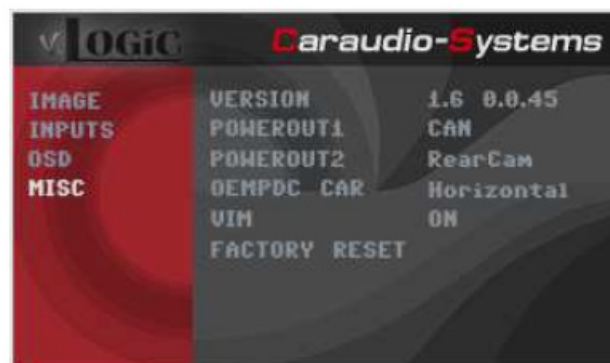 v.LOGiC Caraudio-Systems
IMAGE
INPUTS
OSD
MISC
VERSION 1.6 0.0.45
POWEROUT1 CAN
POWEROUT2 RearCam
OEMPDC CAR Horizontal
VIM ON
FACTORY RESET